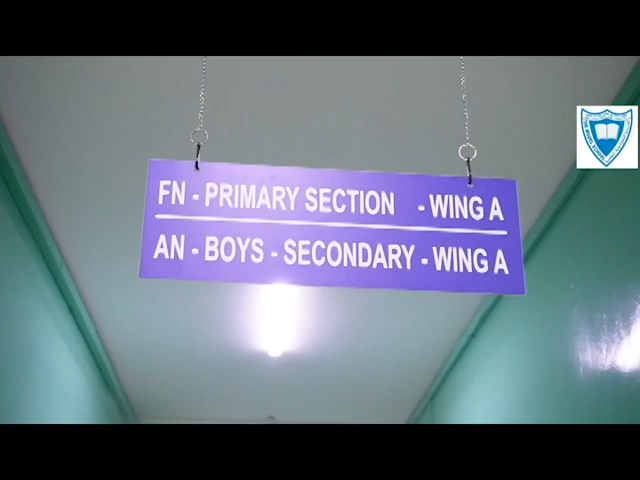 FN - PRIMARY SECTION - WING A
AN - BOYS - SECONDARY - WING A